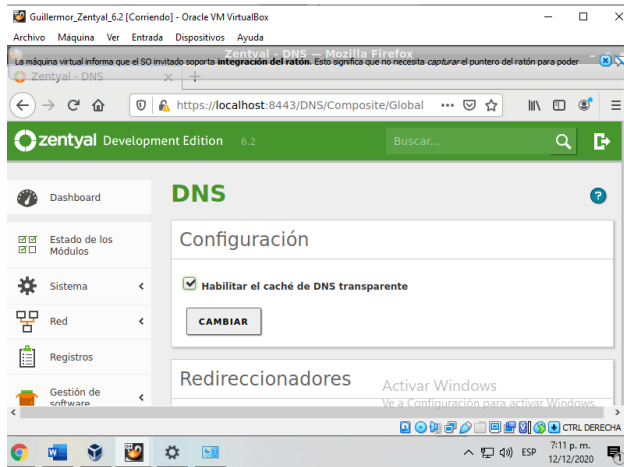 Guillermor_Zentyal_6.2 [Corriendo] - Oracle VM VirtualBox
Archivo Máquina Ver Entrada Dispositivos Ayuda
Zentyal - DNS — Mozilla Firefox
La máquina virtual informa que el SO invitado soporta integración del ratón. Esto significa que no necesita capturar el puntero del ratón para poder
Zentyal - DNS
https://localhost:8443/DNS/Composite/Global
zentyal Development Edition 6.2
Buscar...
DNS
Dashboard
Configuración
Estado de los
Módulos
Habilitar el caché de DNS transparente
Sistema
CAMBIAR
Red
Registros
Redireccionadores
Gestión de
software
Activar Windows
Ve a Configuración para activar Windows.
CTRL DERECHA
ESP
7:11 p. m.
12/12/2020
1